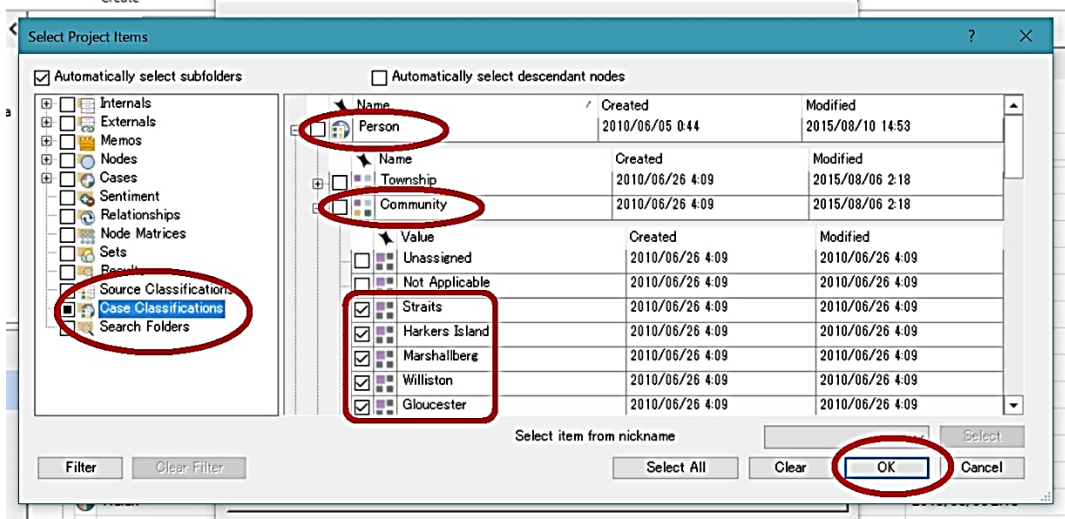 Create
Select Project Items ?
Automatically select subfolders
Automatically select descendant nodes
Internals
Externals
Memos
Nodes
Cases
Sentiment
Relationships
Node Matrices
Sets
Results
Source Classifications
Case Classifications
Search Folders
Name / Created Modified
Person 2010/06/05 0:44 2015/08/10 14:53
Name Created Modified
Township 2010/06/26 4:09 2015/08/06 2:18
Community 2010/06/26 4:09 2015/08/06 2:18
Value Created Modified
Unassigned 2010/06/26 4:09 2010/06/26 4:09
Not Applicable 2010/06/26 4:09 2010/06/26 4:09
Straits 2010/06/26 4:09 2010/06/26 4:09
Harkers Island 2010/06/26 4:09 2010/06/26 4:09
Marshallberg 2010/06/26 4:09 2010/06/26 4:09
Williston 2010/06/26 4:09 2010/06/26 4:09
Gloucester 2010/06/26 4:09 2010/06/26 4:09
Select item from nickname Select
Filter Clear Filter Select All Clear OK Cancel